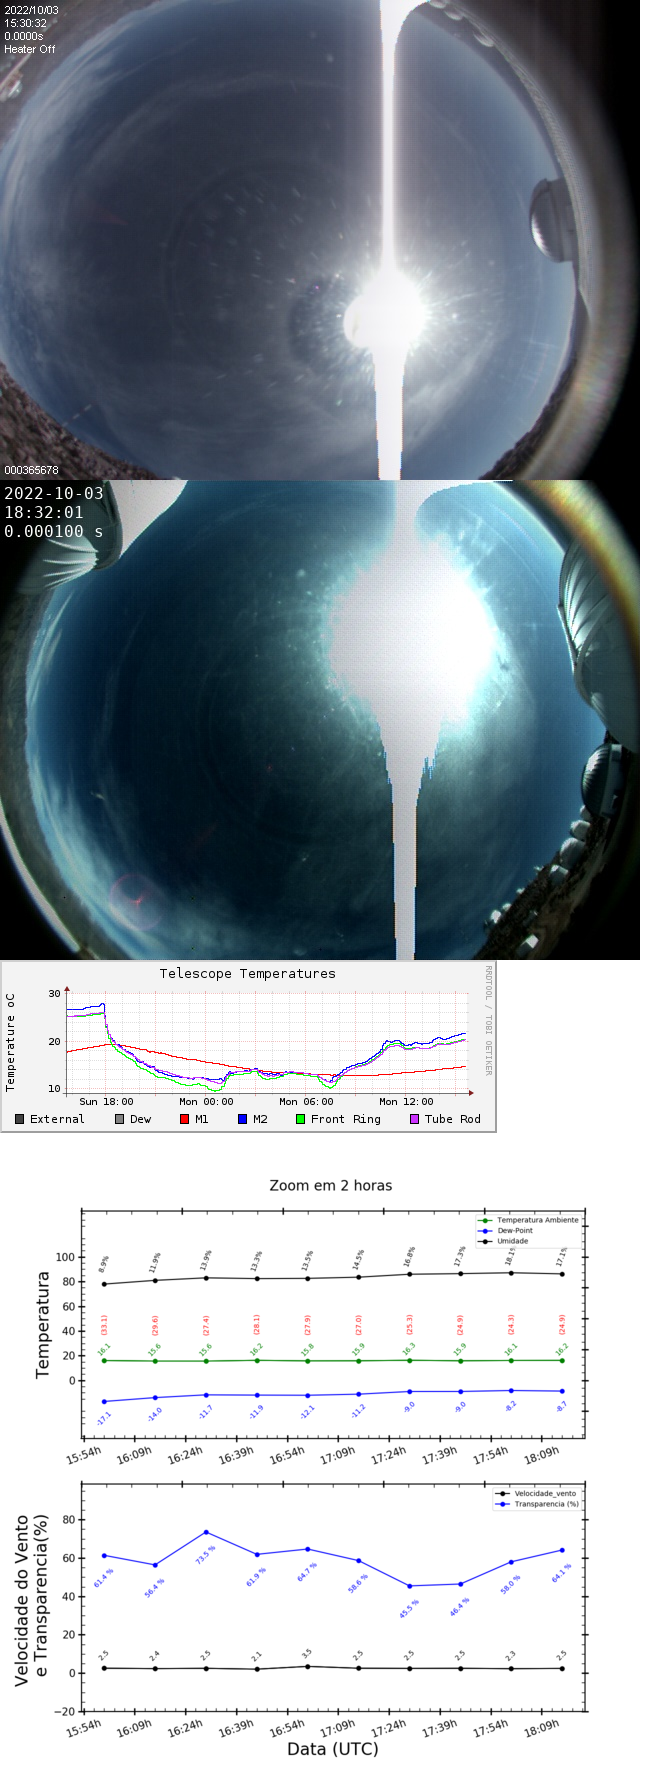 2022/10/03
15:30:32
0.0000s
Heater Off
000365678
2022-10-03
18:32:01
0.000100 s
Telescope Temperatures
Temperature oC
30
20
10
Sun 18:00 Mon 00:00 Mon 06:00 Mon 12:00
External Dew M1 M2 Front Ring Tube Rod
RRDTOOL / TOBI OETIKER
Zoom em 2 horas
Temperatura
Temperatura Ambiente
Dew-Point
Umidade
100
80
60
40
20
0
8.9% 11.9% 13.9% 13.3% 13.5% 14.5% 16.8% 17.3% 18.1% 17.1%
(33.1) (29.6) (27.4) (28.1) (27.9) (27.0) (25.3) (24.9) (24.3) (24.9)
16.1 15.6 15.6 16.2 15.8 15.9 16.3 15.9 16.1 16.2
-17.1 -14.0 -11.7 -11.9 -12.1 -11.2 -9.0 -9.0 -8.2 -8.7
15:54h 16:09h 16:24h 16:39h 16:54h 17:09h 17:24h 17:39h 17:54h 18:09h
Velocidade do Vento
e Transparencia(%)
Velocidade_vento
Transparencia (%)
80
60
40
20
0
−20
61.4 % 56.4 % 73.5 % 61.9 % 64.7 % 58.6 % 45.5 % 46.4 % 58.0 % 64.1 %
2.5 2.4 2.5 2.1 3.5 2.5 2.5 2.5 2.3 2.5
15:54h 16:09h 16:24h 16:39h 16:54h 17:09h 17:24h 17:39h 17:54h 18:09h
Data (UTC)